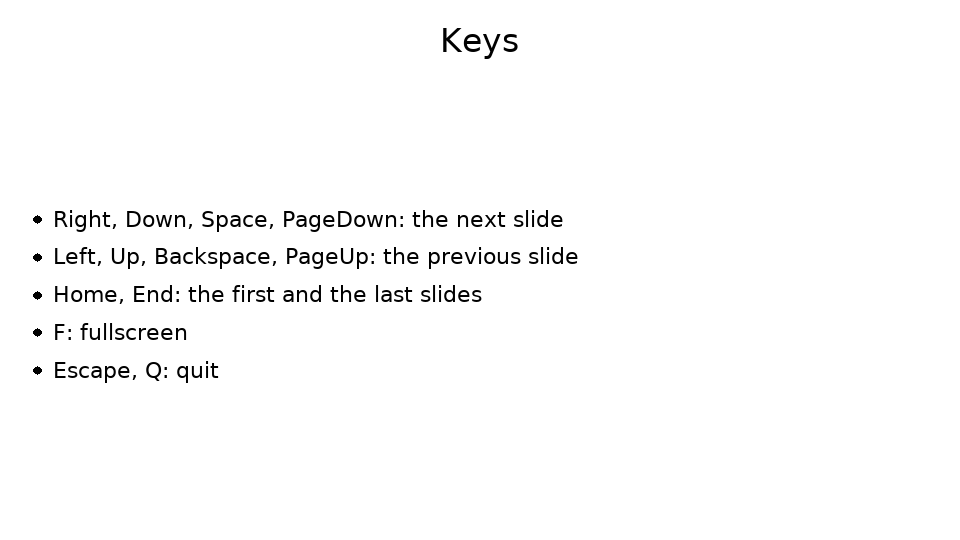 Keys
• Right, Down, Space, PageDown: the next slide
• Left, Up, Backspace, PageUp: the previous slide
• Home, End: the first and the last slides
• F: fullscreen
• Escape, Q: quit